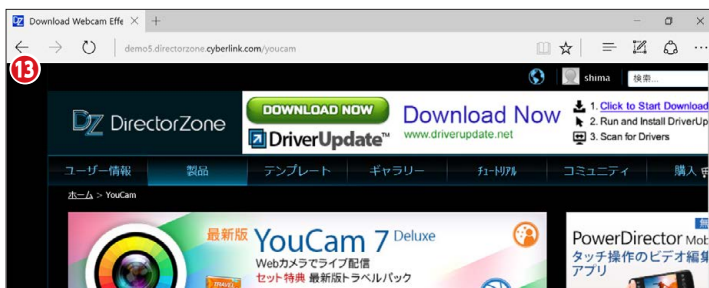 Download Webcam Effe
demo5.directorzone.cyberlink.com/youcam
13
shima
検索...
DZ DirectorZone
DOWNLOAD NOW
DriverUpdate™
Download Now
www.driverupdate.net
1. Click to Start Download
2. Run and Install DriverUp
3. Scan for Drivers
ユーザー情報 製品 テンプレート ギャラリー チュートリアル コミュニティ 購入
ホーム > YouCam
最新版
YouCam 7 Deluxe
Webカメラでライブ配信
セット特典 最新版トラベルパック
TRAVEL
無
PowerDirector Mob
タッチ操作のビデオ編集
アプリ